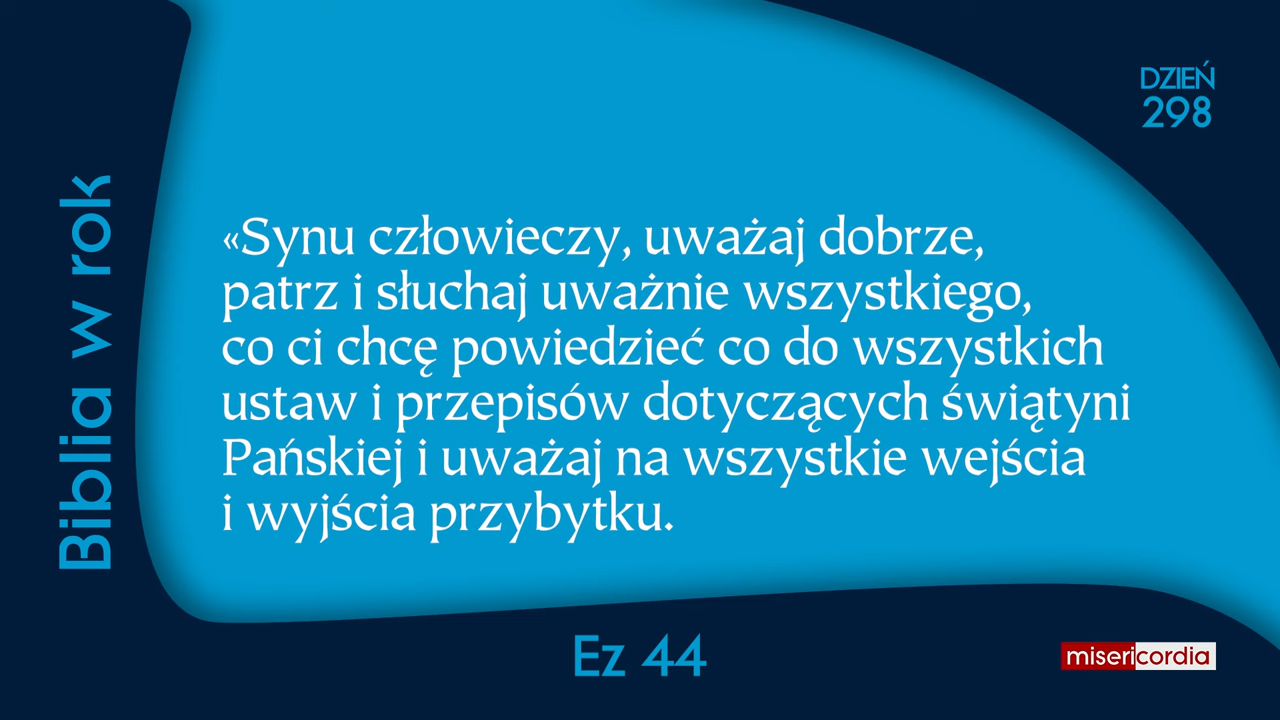 DZIEŃ
298
Biblia w rok
«Synu człowieczy, uważaj dobrze,
patrz i słuchaj uważnie wszystkiego,
co ci chcę powiedzieć co do wszystkich
ustaw i przepisów dotyczących świątyni
Pańskiej i uważaj na wszystkie wejścia
i wyjścia przybytku.
Ez 44
misericordia